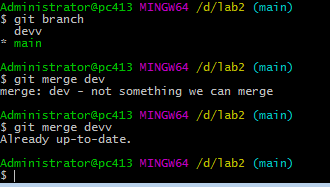 Administrator@pc413 MINGW64 /d/lab2 (main)
$ git branch
  devv
* main
Administrator@pc413 MINGW64 /d/lab2 (main)
$ git merge dev
merge: dev - not something we can merge
Administrator@pc413 MINGW64 /d/lab2 (main)
$ git merge devv
Already up-to-date.
Administrator@pc413 MINGW64 /d/lab2 (main)
$